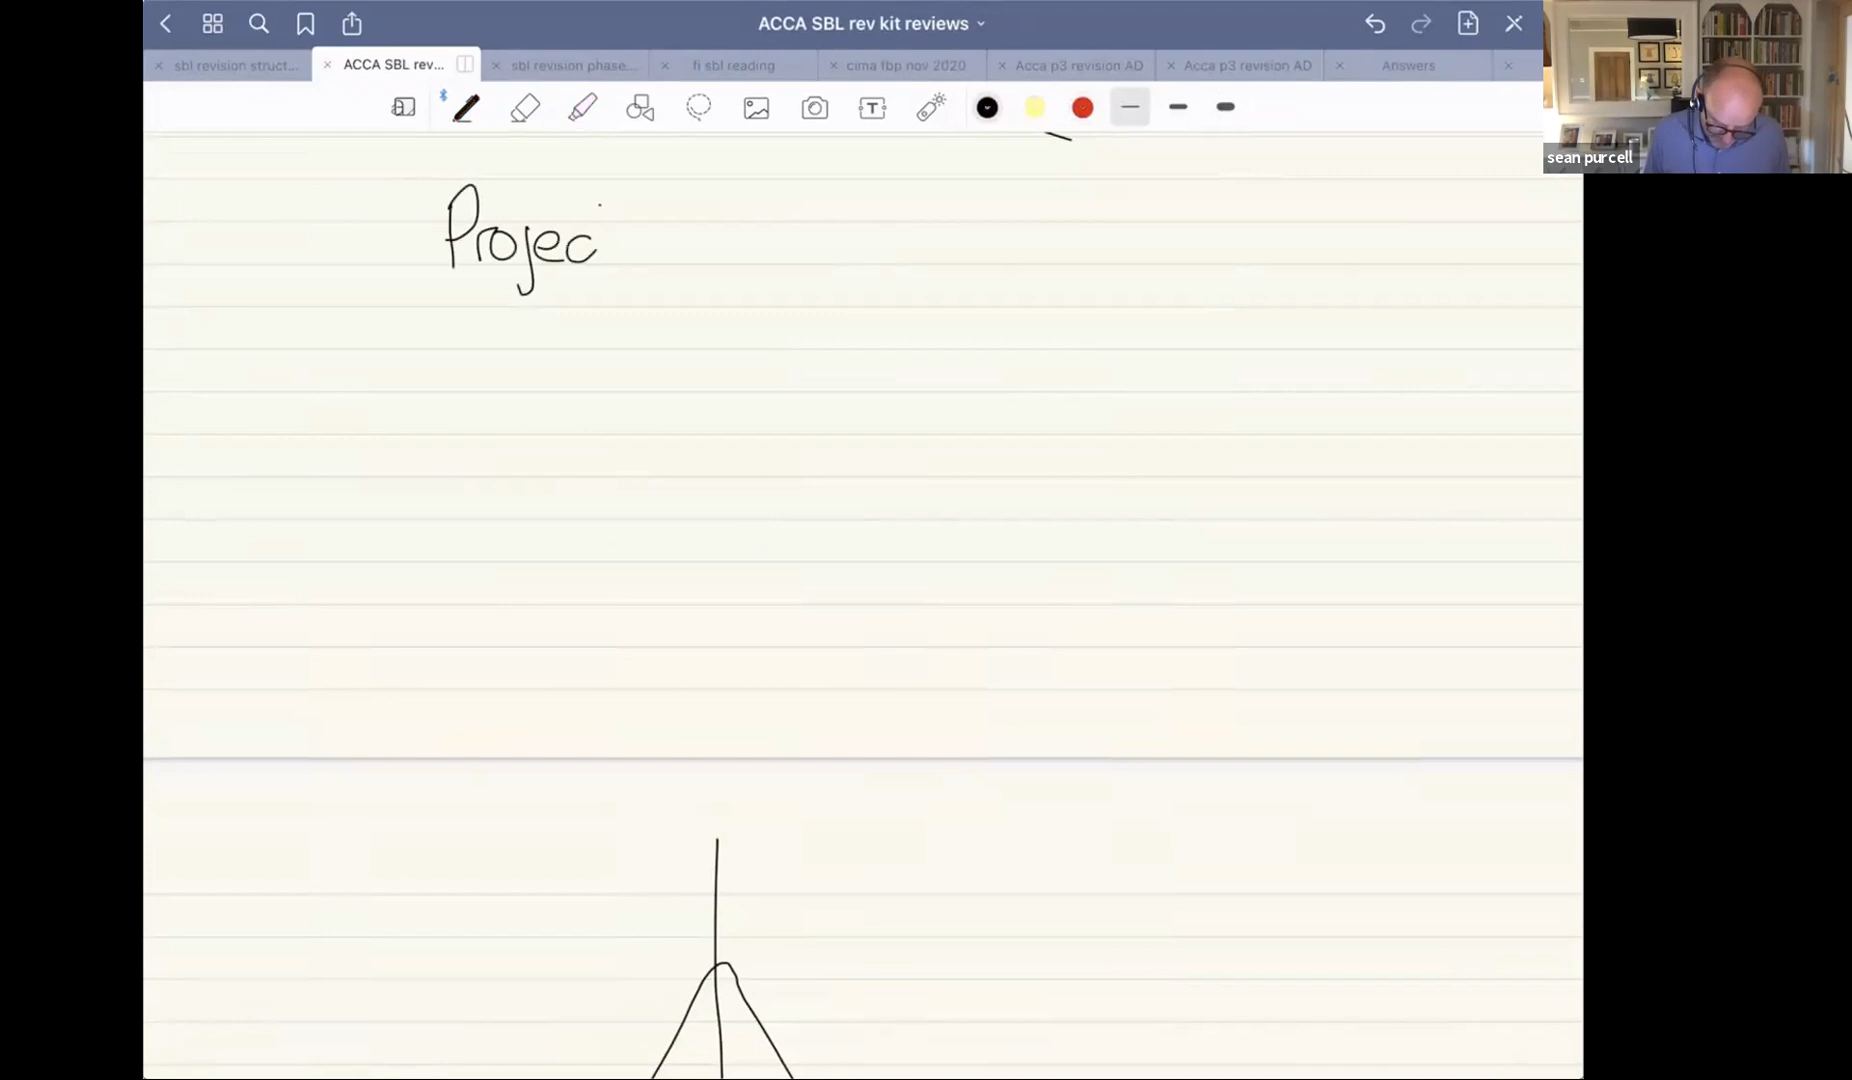 ACCA SBL rev kit reviews
sbl revision struct...
ACCA SBL rev...
sbl revision phase...
fi sbl reading
cima fbp nov 2020
Acca p3 revision AD
Acca p3 revision AD
Answers
T
sean purcell
Projec